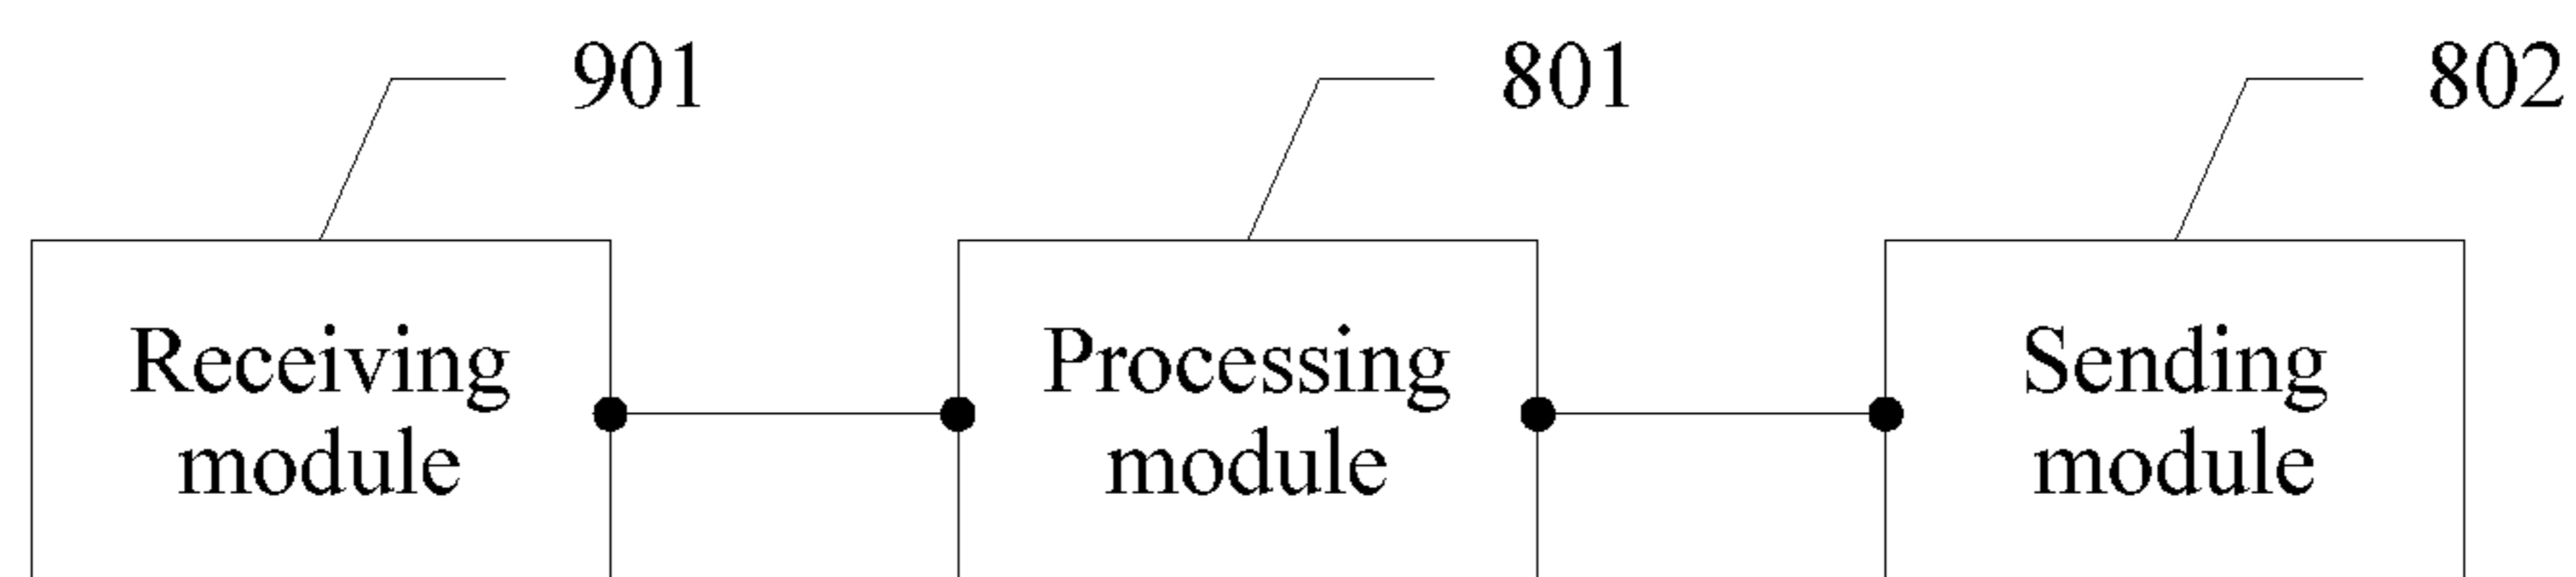 901
801
802
Receiving
module
Processing
module
Sending
module